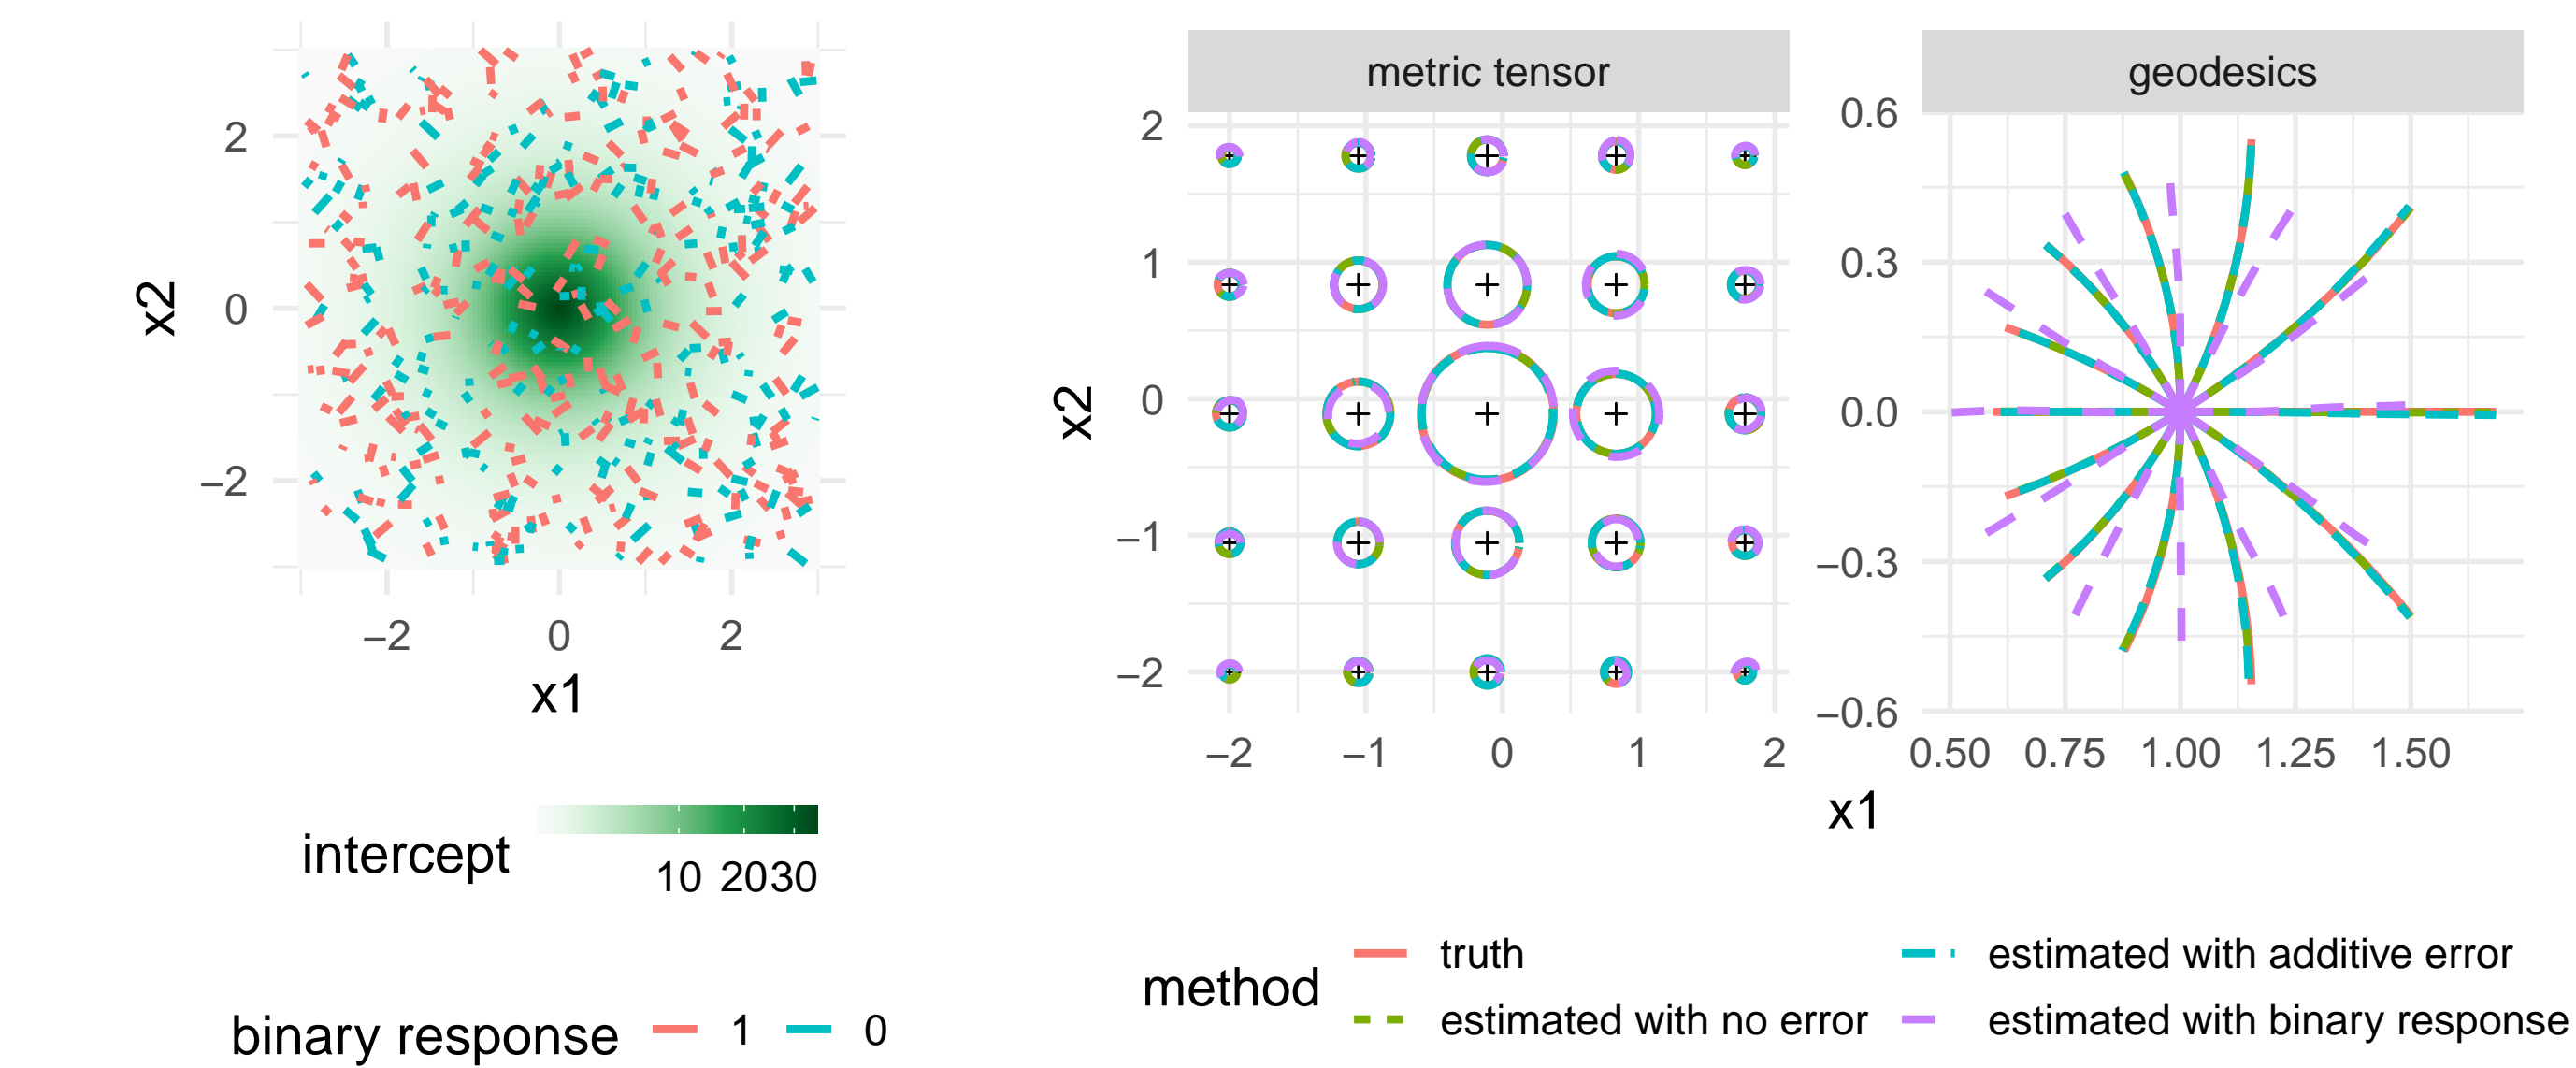 x2
2
0
−2
−2 0 2
x1
intercept
10 20 30
binary response 1 0
metric tensor
geodesics
x2
2
1
0
−1
−2
−2 −1 0 1 2
0.6
0.3
0.0
−0.3
−0.6
0.50 0.75 1.00 1.25 1.50
x1
method
truth
estimated with no error
estimated with additive error
estimated with binary response